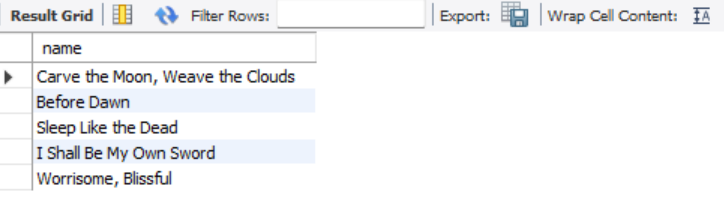 Result Grid Filter Rows: Export: Wrap Cell Content: IA
name
Carve the Moon, Weave the Clouds
Before Dawn
Sleep Like the Dead
I Shall Be My Own Sword
Worrisome, Blissful